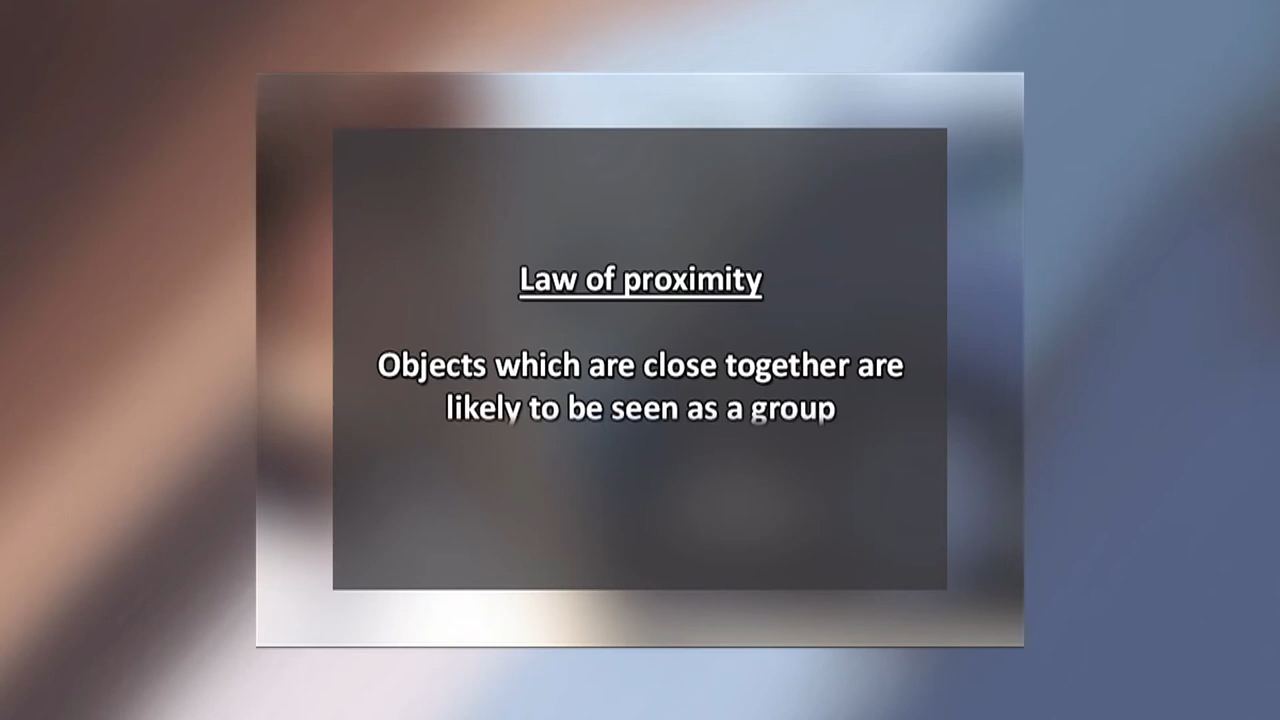 Law of proximity
Objects which are close together are
likely to be seen as a group